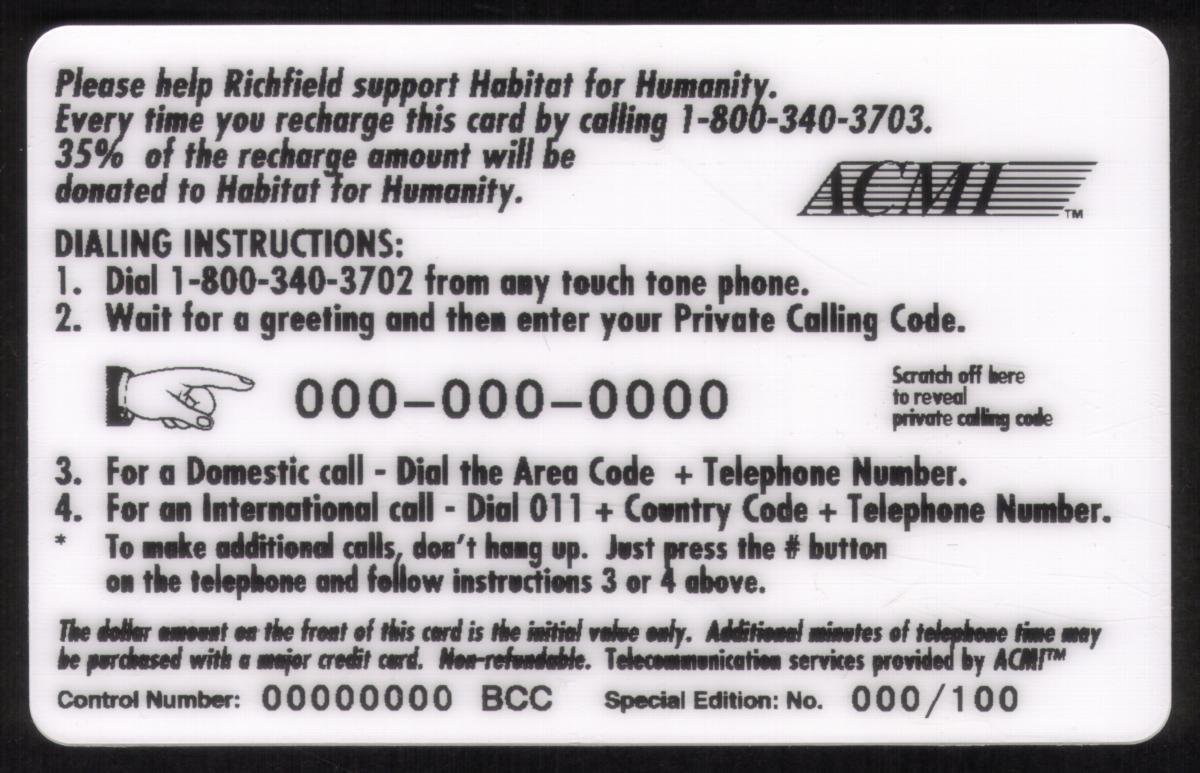 Please help Richfield support Habitat for Humanity.
Every time you recharge this card by calling 1-800-340-3703.
35% of the recharge amount will be
donated to Habitat for Humanity.
ACMI™
DIALING INSTRUCTIONS:
1. Dial 1-800-340-3702 from any touch tone phone.
2. Wait for a greeting and then enter your Private Calling Code.
000-000-0000
Scratch off here
to reveal
private calling code
3. For a Domestic call - Dial the Area Code + Telephone Number.
4. For an International call - Dial 011 + Country Code + Telephone Number.
* To make additional calls, don't hang up. Just press the # button
on the telephone and follow instructions 3 or 4 above.
The dollar amount on the front of this card is the initial value only. Additional minutes of telephone time may
be purchased with a major credit card. Non-refundable. Telecommunication services provided by ACMI™
Control Number: 00000000 BCC Special Edition: No. 000/100